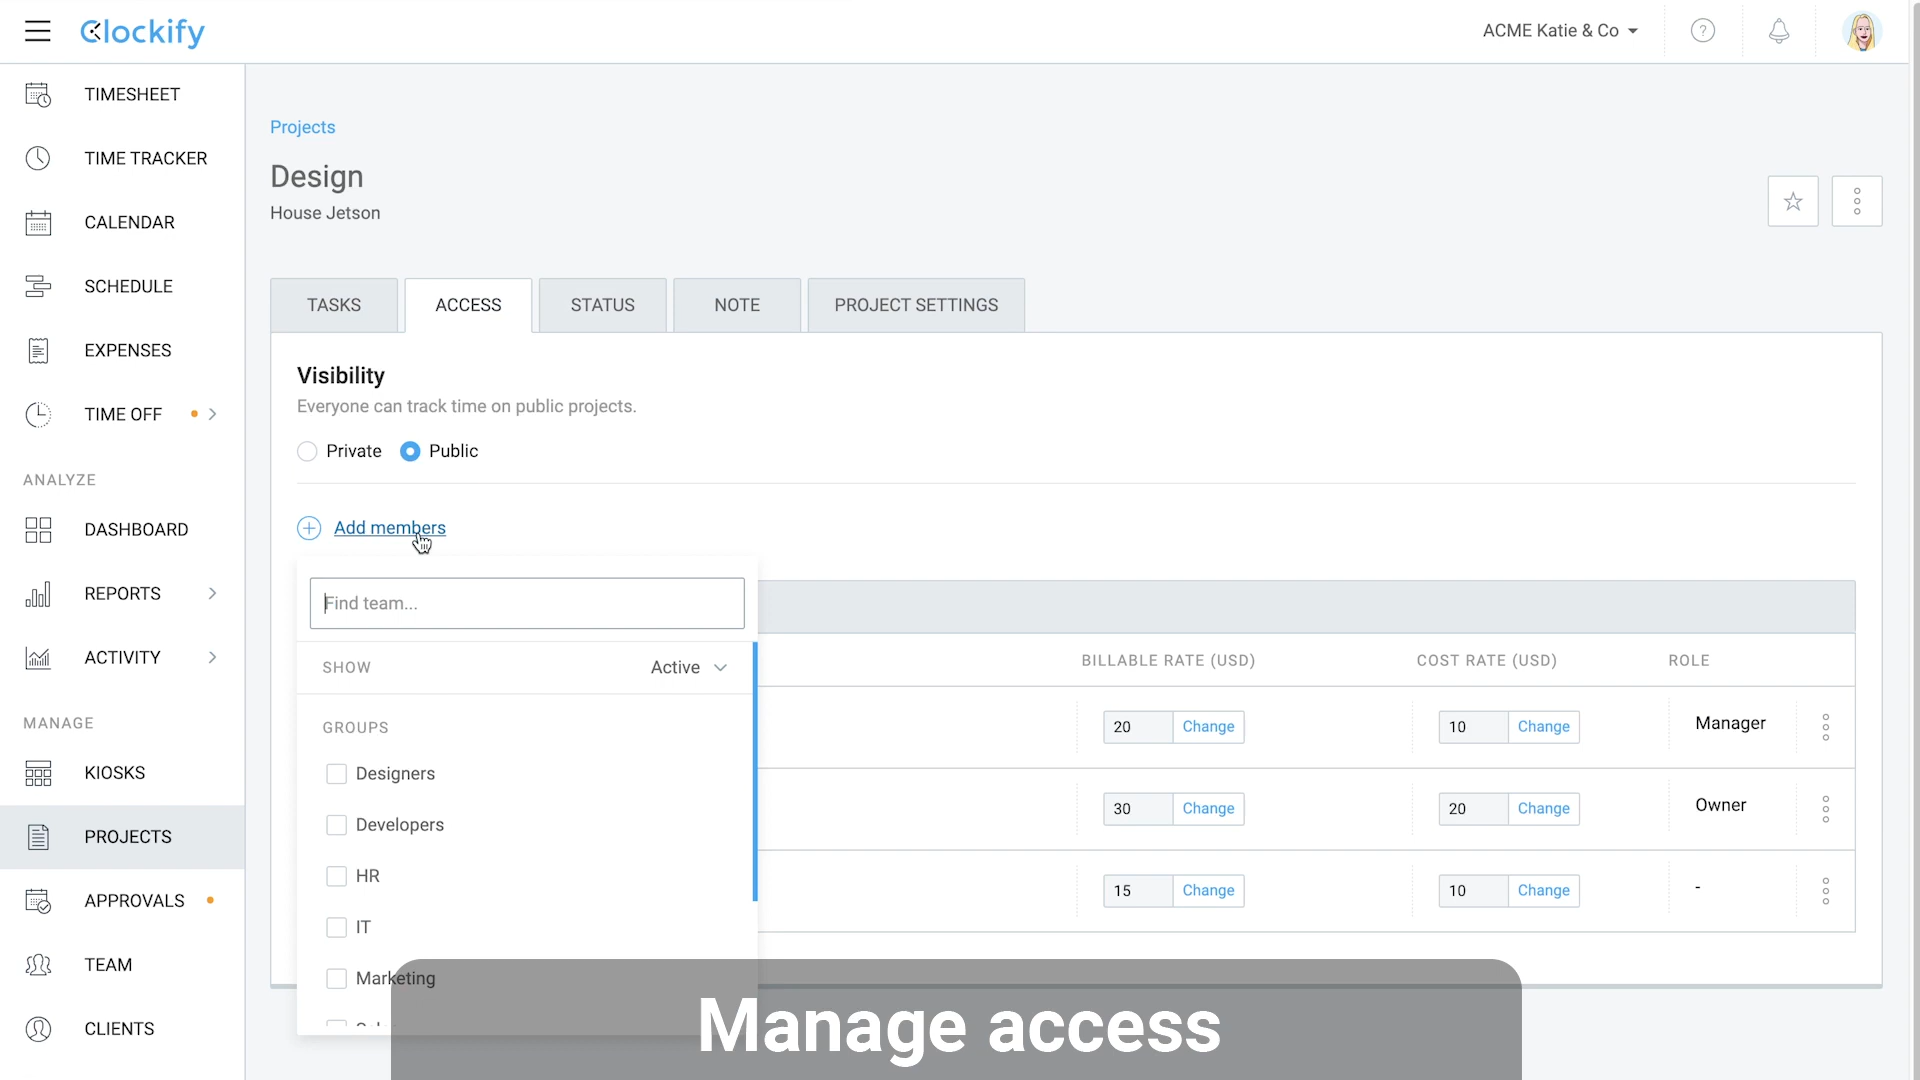 Clockify
ACME Katie & Co
?
TIMESHEET
TIME TRACKER
CALENDAR
SCHEDULE
EXPENSES
TIME OFF
ANALYZE
DASHBOARD
REPORTS
ACTIVITY
MANAGE
KIOSKS
PROJECTS
APPROVALS
TEAM
CLIENTS
Projects
Design
House Jetson
TASKS ACCESS STATUS NOTE PROJECT SETTINGS
Visibility
Everyone can track time on public projects.
Private Public
Add members
Find team...
SHOW Active
GROUPS
Designers
Developers
HR
IT
Marketing
BILLABLE RATE (USD) COST RATE (USD) ROLE
20 Change 10 Change Manager
30 Change 20 Change Owner
15 Change 10 Change -
Manage access